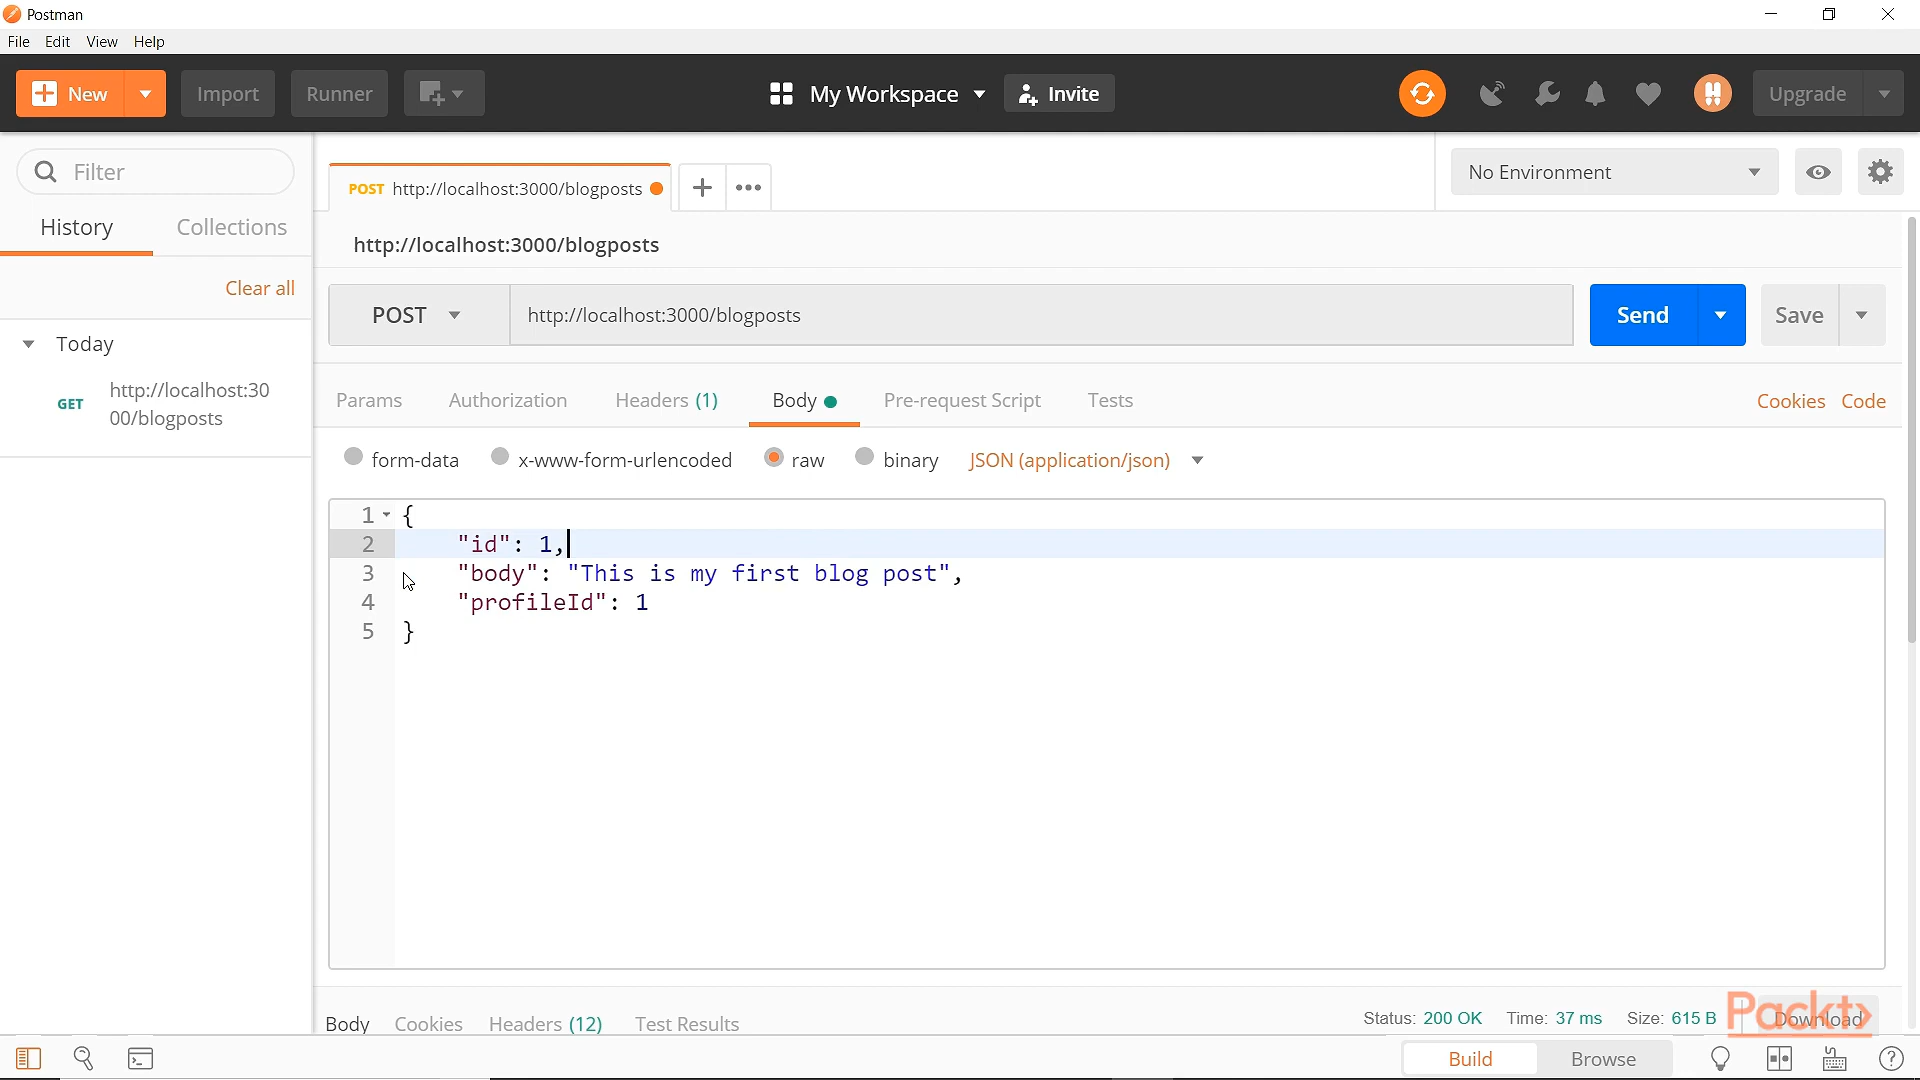 Postman
File Edit View Help
New Import Runner My Workspace Invite Upgrade
Filter
History Collections
Clear all
Today
GET http://localhost:30
00/blogposts
POST http://localhost:3000/blogposts
No Environment
http://localhost:3000/blogposts
POST http://localhost:3000/blogposts Send Save
Params Authorization Headers (1) Body Pre-request Script Tests Cookies Code
form-data x-www-form-urlencoded raw binary JSON (application/json)
1 {
2 "id": 1,
3 "body": "This is my first blog post",
4 "profileId": 1
5 }
Body Cookies Headers (12) Test Results Status: 200 OK Time: 37 ms Size: 615 B Download
Packt
Build Browse